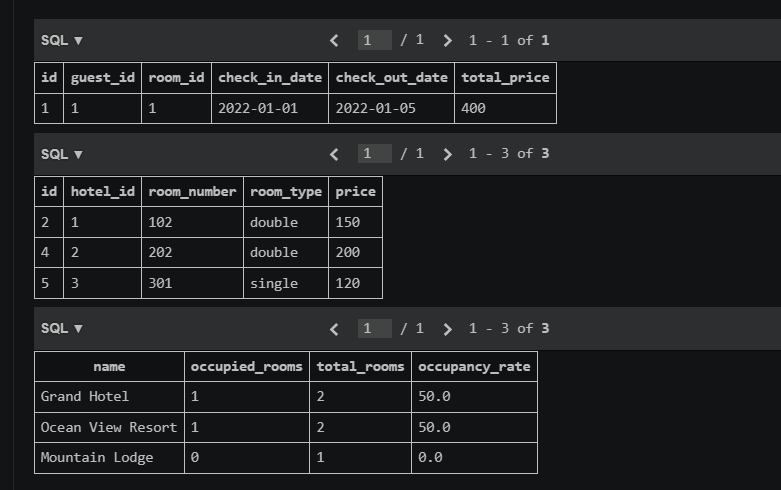 SQL ▼ 1 / 1 1 - 1 of 1
id guest_id room_id check_in_date check_out_date total_price
1 1 1 2022-01-01 2022-01-05 400
SQL ▼ 1 / 1 1 - 3 of 3
id hotel_id room_number room_type price
2 1 102 double 150
4 2 202 double 200
5 3 301 single 120
SQL ▼ 1 / 1 1 - 3 of 3
name occupied_rooms total_rooms occupancy_rate
Grand Hotel 1 2 50.0
Ocean View Resort 1 2 50.0
Mountain Lodge 0 1 0.0